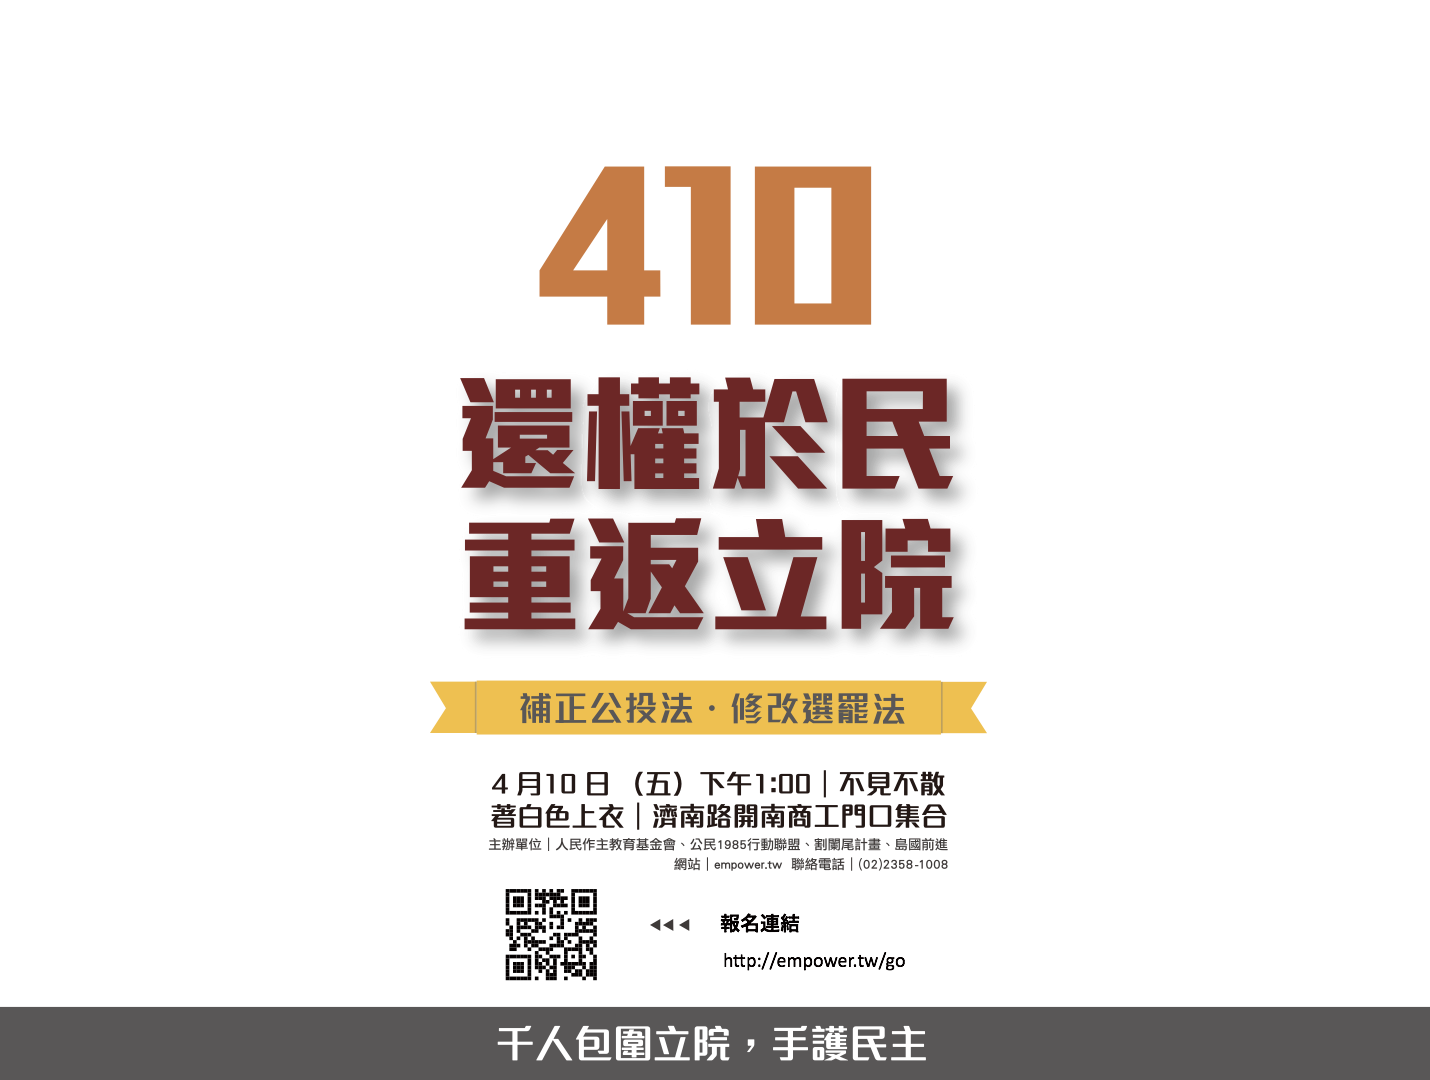 410
還權於民
重返立院
補正公投法・修改選罷法
4 月10 日 （五）下午1:00｜不見不散
著白色上衣｜濟南路開南商工門口集合
主辦單位｜人民作主教育基金會、公民1985行動聯盟、割闌尾計畫、島國前進
網站｜empower.tw 聯絡電話｜(02)2358-1008
◀◀◀ 報名連結
http://empower.tw/go
千人包圍立院，手護民主